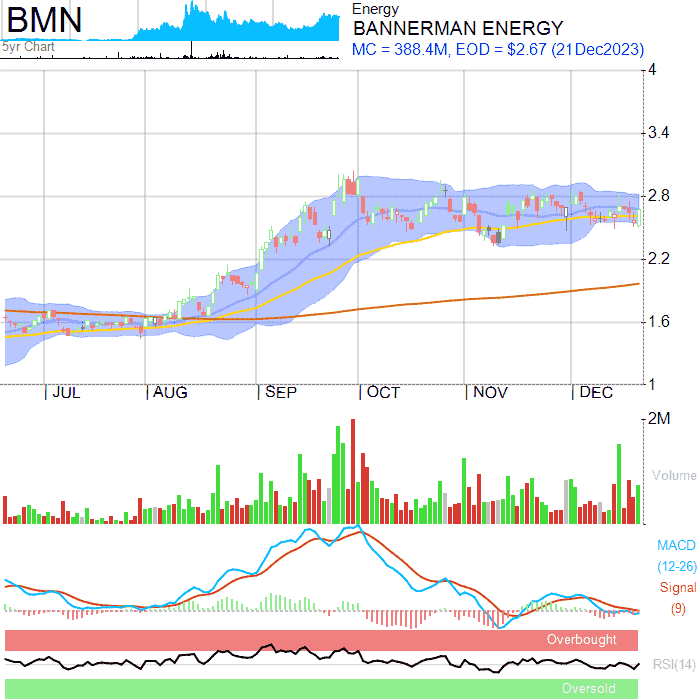 BMN
5yr Chart
Energy
BANNERMAN ENERGY
MC = 388.4M, EOD = $2.67 (21Dec2023)
4
3.4
2.8
2.2
1.6
1
JUL AUG SEP OCT NOV DEC
2M
Volume
MACD
(12-26)
Signal
(9)
Overbought
RSI(14)
Oversold